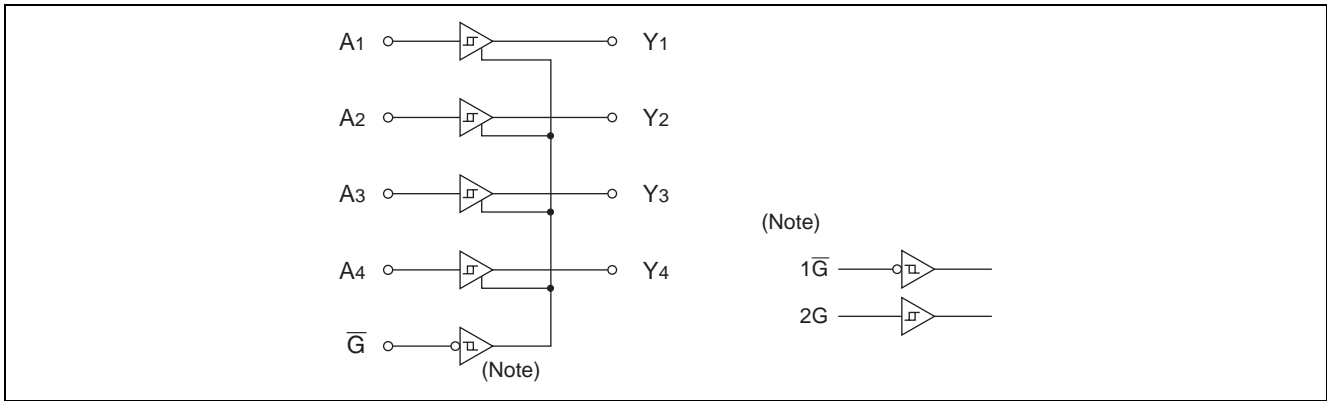 A1 Y1
A2 Y2
A3 Y3
A4 Y4
G̅
(Note)
(Note)
1G̅
2G